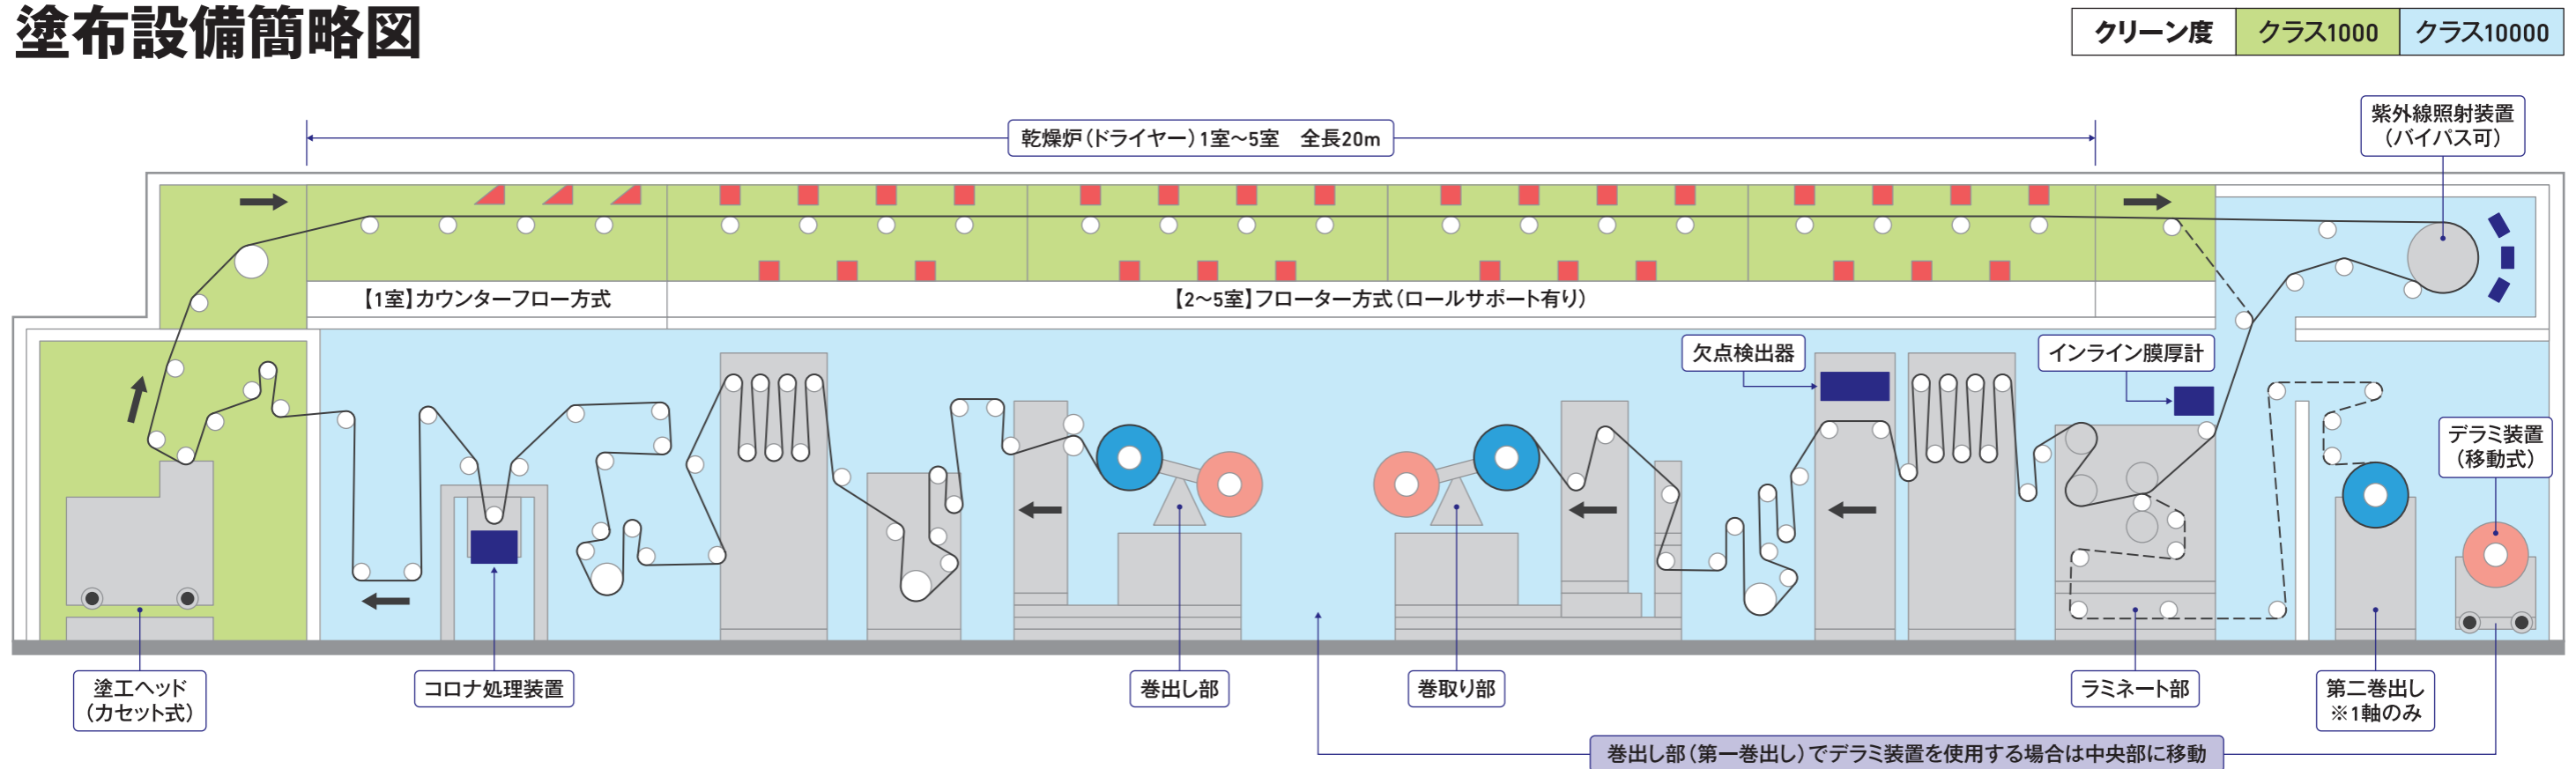 塗布設備簡略図
クリーン度 クラス1000 クラス10000
紫外線照射装置
（バイパス可）
乾燥炉（ドライヤー）1室～5室　全長20m
【1室】カウンターフロー方式
【2～5室】フローター方式（ロールサポート有り）
欠点検出器
インライン膜厚計
デラミ装置
（移動式）
塗工ヘッド
（カセット式）
コロナ処理装置
巻出し部
巻取り部
ラミネート部
第二巻出し
※1軸のみ
巻出し部（第一巻出し）でデラミ装置を使用する場合は中央部に移動